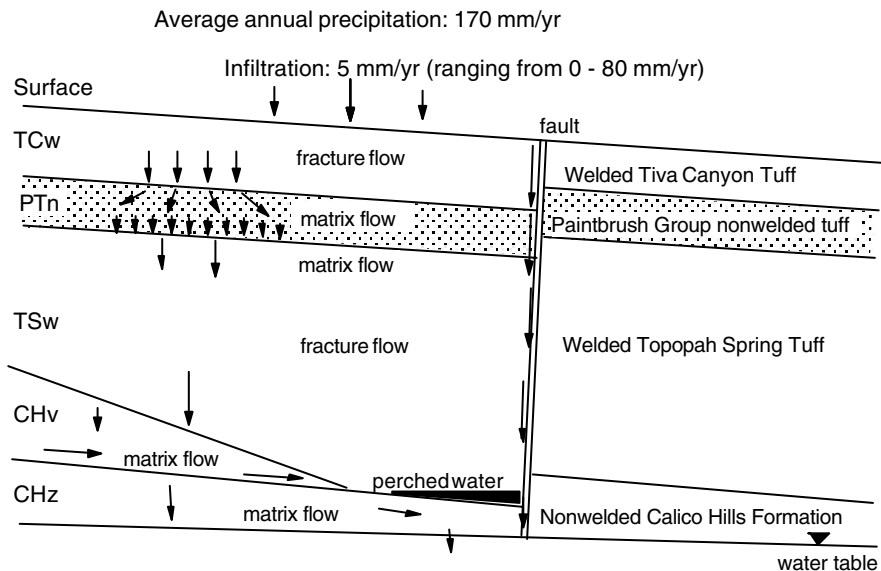 Average annual precipitation: 170 mm/yr
Infiltration: 5 mm/yr (ranging from 0 - 80 mm/yr)
Surface
fault
TCw
fracture flow
Welded Tiva Canyon Tuff
PTn
matrix flow
Paintbrush Group nonwelded tuff
matrix flow
TSw
fracture flow
Welded Topopah Spring Tuff
CHv
matrix flow
perched water
CHz
matrix flow
Nonwelded Calico Hills Formation
water table